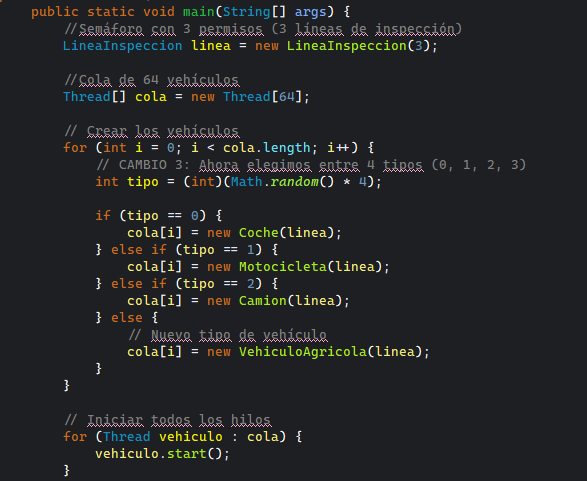 public static void main(String[] args) {
//Semáforo con 3 permisos (3 líneas de inspección)
LineaInspeccion linea = new LineaInspeccion(3);
//Cola de 64 vehículos
Thread[] cola = new Thread[64];
// Crear los vehículos
for (int i = 0; i < cola.length; i++) {
// CAMBIO 3: Ahora elegimos entre 4 tipos (0, 1, 2, 3)
int tipo = (int)(Math.random() * 4);
if (tipo == 0) {
cola[i] = new Coche(linea);
} else if (tipo == 1) {
cola[i] = new Motocicleta(linea);
} else if (tipo == 2) {
cola[i] = new Camion(linea);
} else {
// Nuevo tipo de vehículo
cola[i] = new VehiculoAgricola(linea);
}
}
// Iniciar todos los hilos
for (Thread vehiculo : cola) {
vehiculo.start();
}